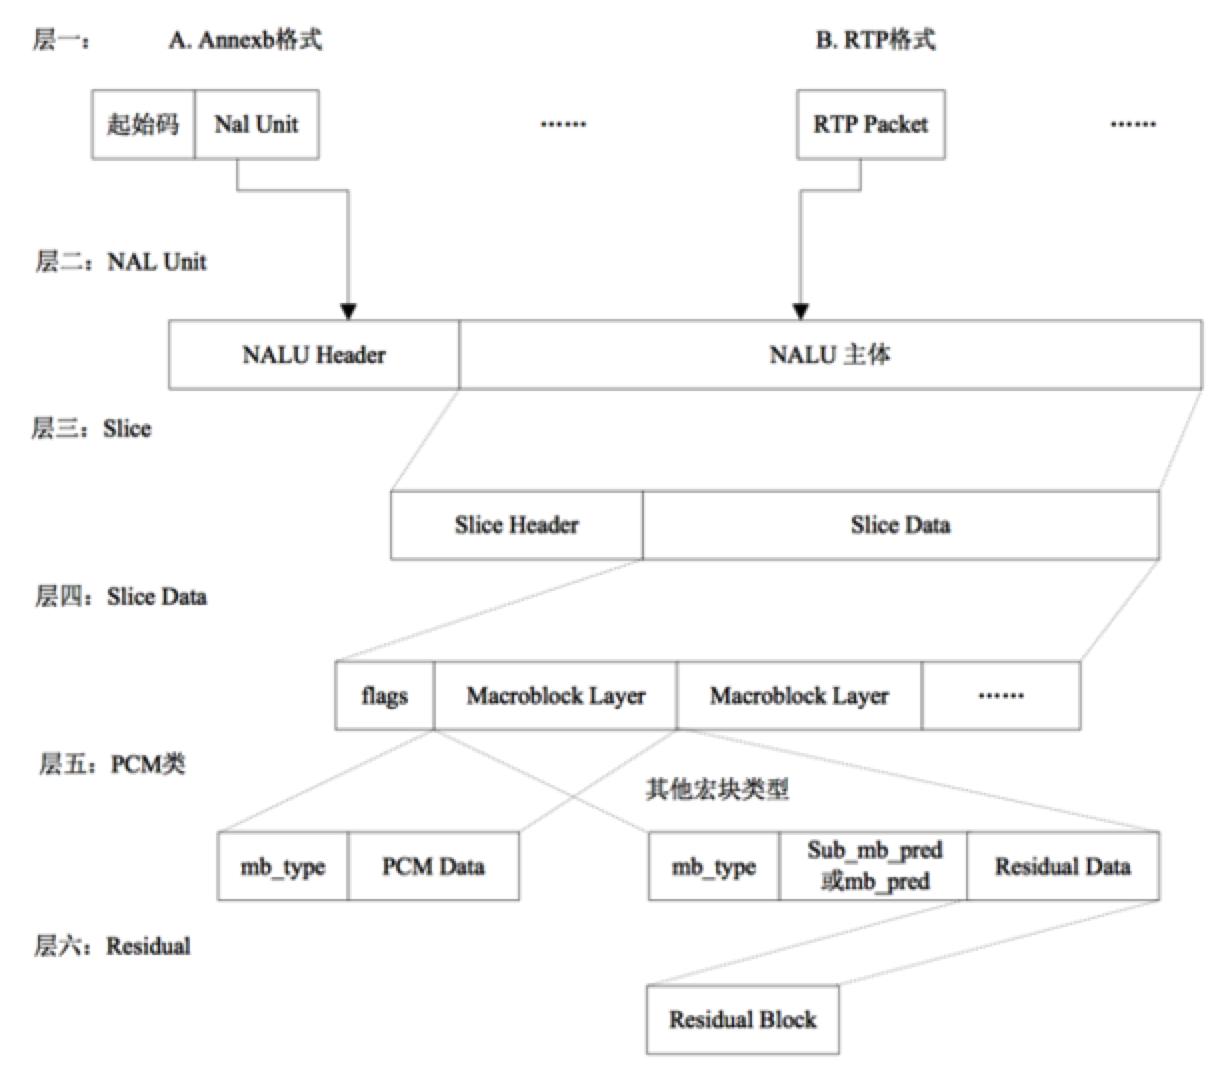 层一： A. Annexb格式 B. RTP格式
起始码 Nal Unit ······ RTP Packet ······
层二：NAL Unit
NALU Header NALU 主体
层三：Slice
Slice Header Slice Data
层四：Slice Data
flags Macroblock Layer Macroblock Layer ······
层五：PCM类
其他宏块类型
mb_type PCM Data mb_type Sub_mb_pred
或mb_pred Residual Data
层六：Residual
Residual Block